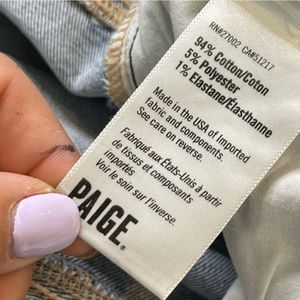 RN#27002 CA#51217
94% Cotton/Coton
5% Polyester
1% Elastane/Élasthanne
Made in the USA of imported
fabric and components.
See care on reverse.
Fabriqué aux États-Unis à partir
de tissus et composants
importés
Voir le soin sur l'inverse.
PAIGE®